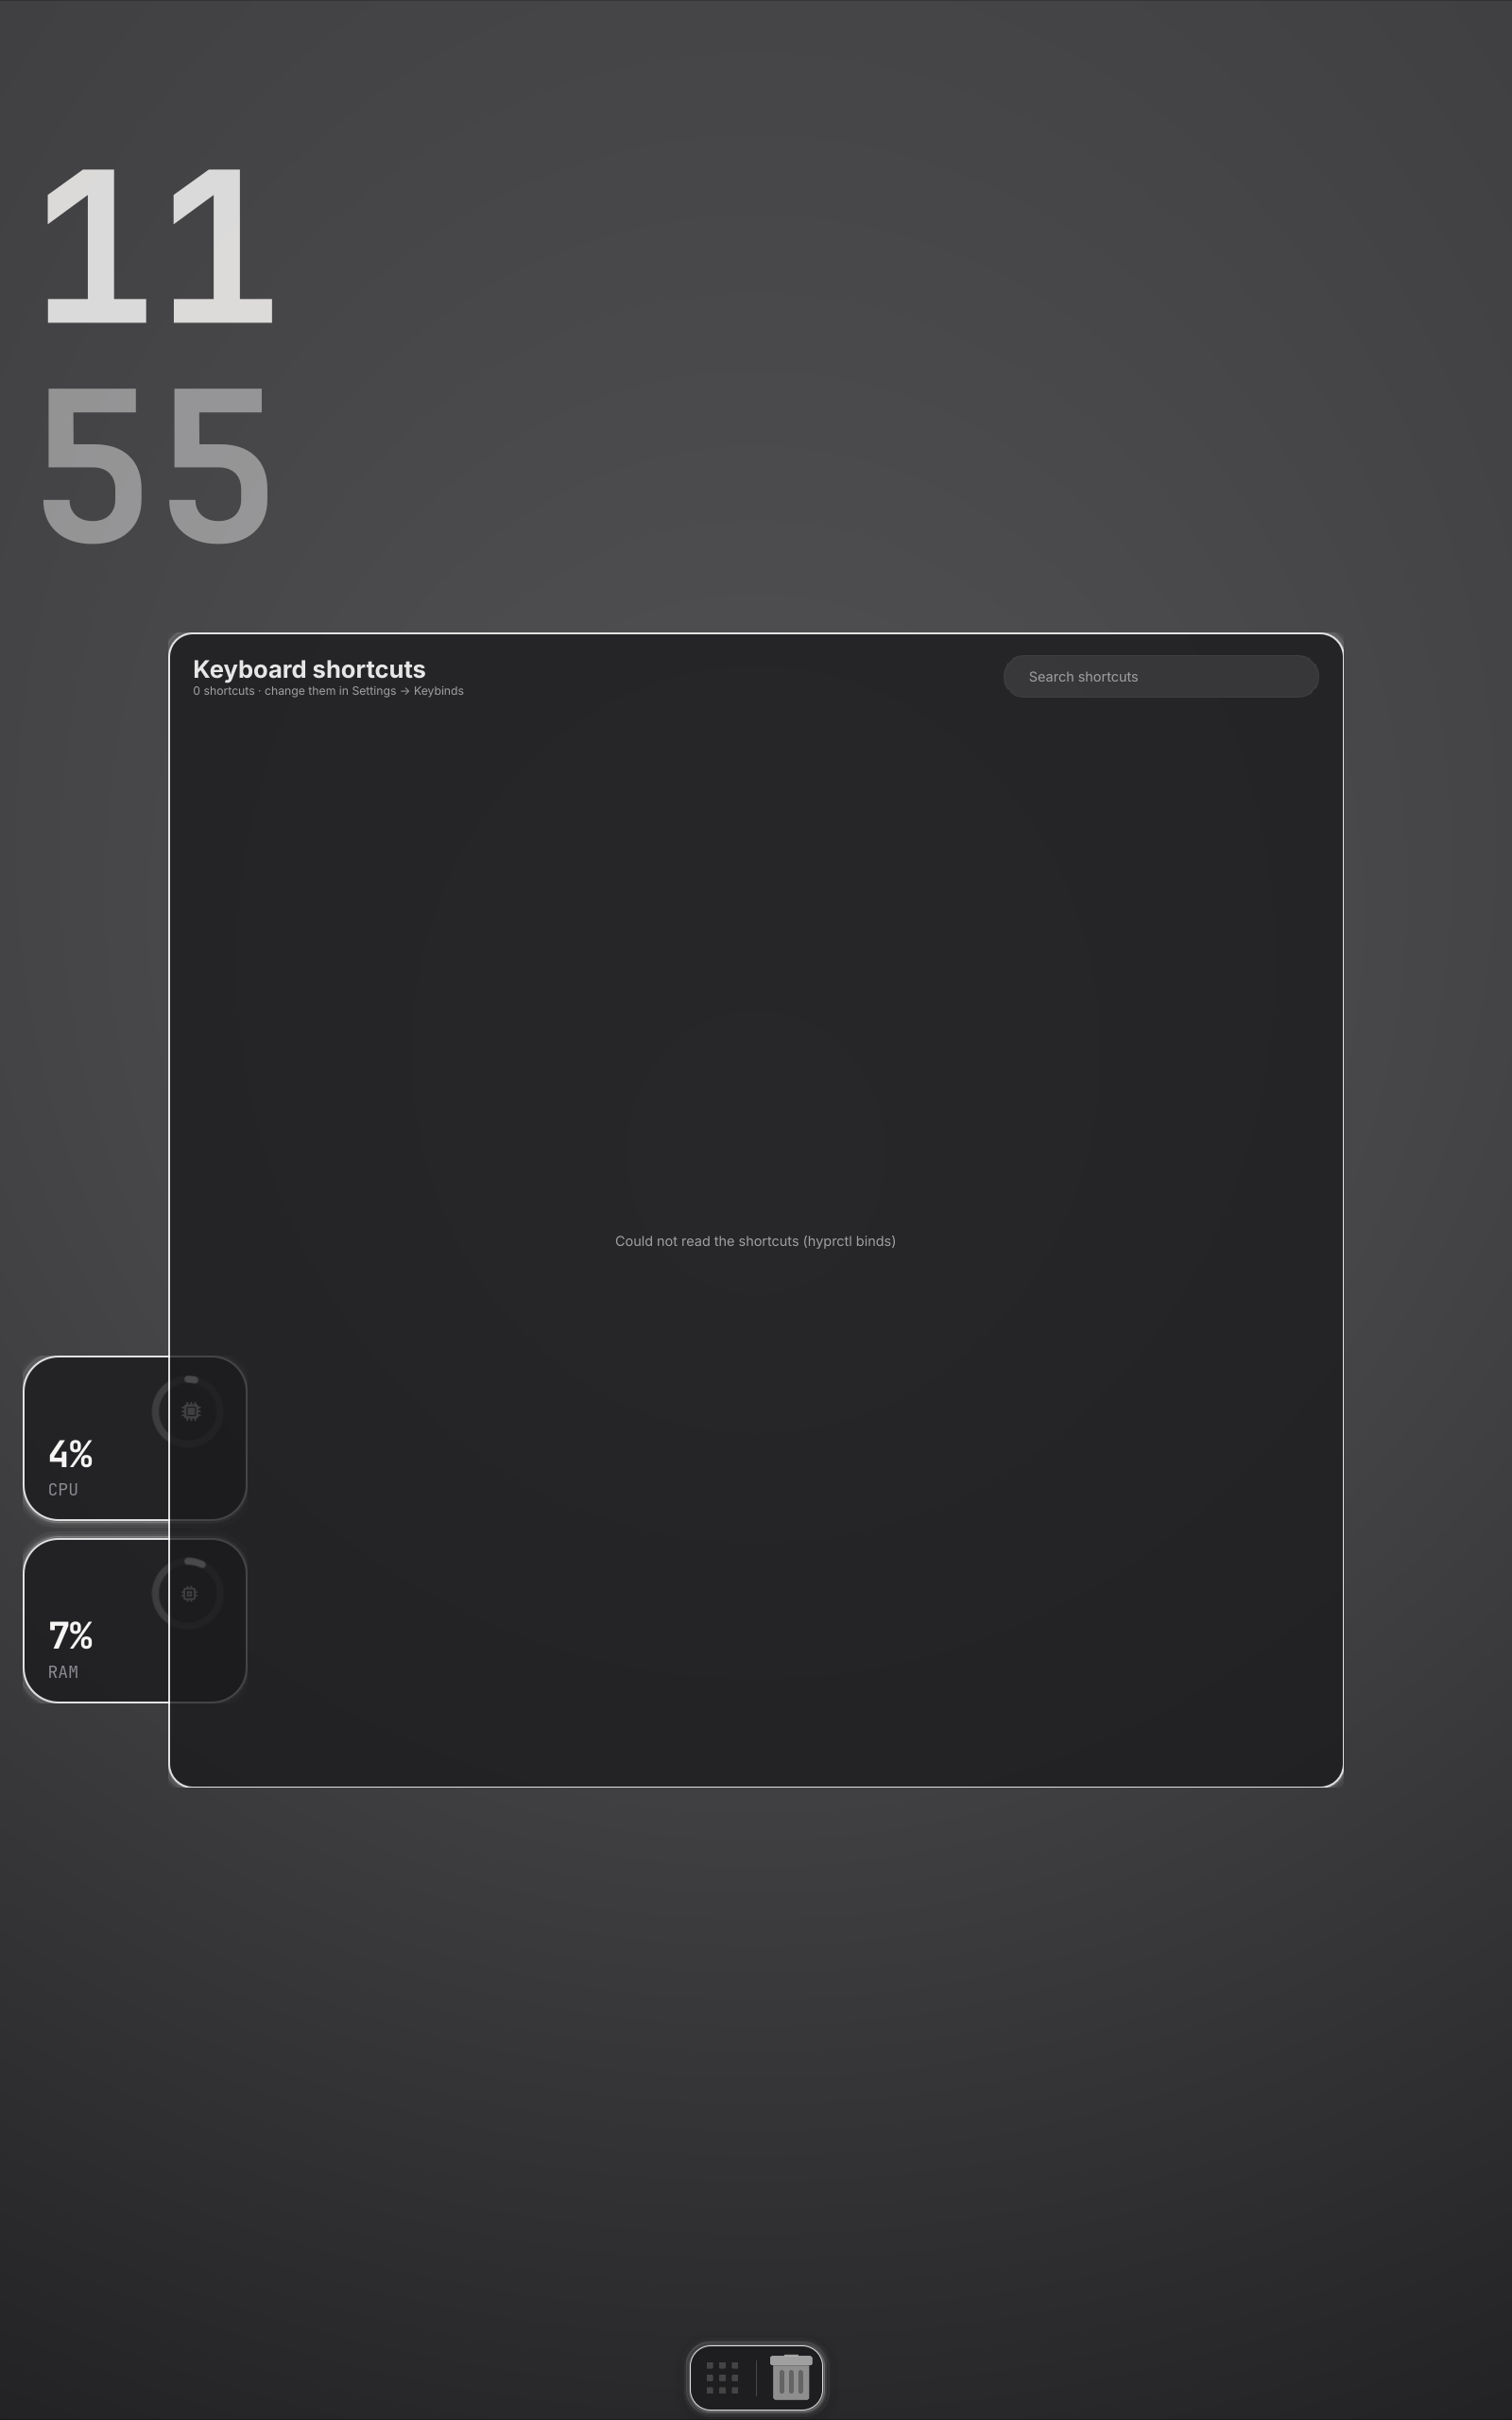 11
55
Keyboard shortcuts
0 shortcuts · change them in Settings → Keybinds
Search shortcuts
Could not read the shortcuts (hyprctl binds)
4%
CPU
7%
RAM